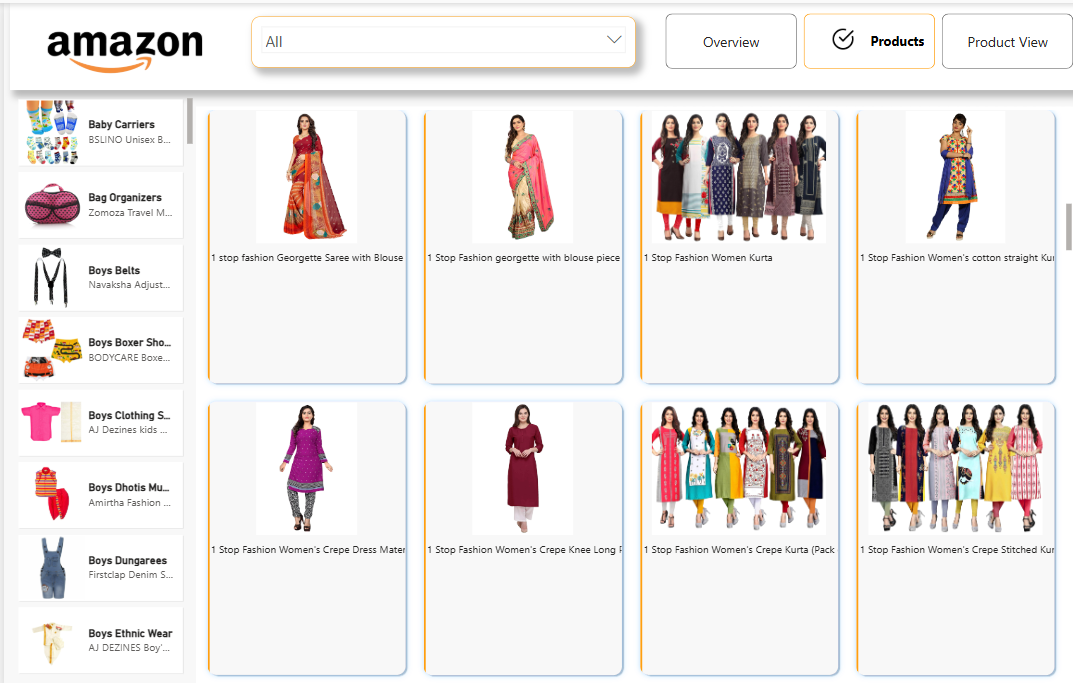 amazon
All
Overview
Products
Product View
Baby Carriers
BSLINO Unisex B...
Bag Organizers
Zomoza Travel M...
Boys Belts
Navaksha Adjust...
Boys Boxer Sho...
BODYCARE Boxe...
Boys Clothing S...
AJ Dezines kids ...
Boys Dhotis Mu...
Amirtha Fashion ...
Boys Dungarees
Firstclap Denim S...
Boys Ethnic Wear
AJ DEZINES Boy'...
1 stop fashion Georgette Saree with Blouse
1 Stop Fashion georgette with blouse piece
1 Stop Fashion Women Kurta
1 Stop Fashion Women's cotton straight Kur
1 Stop Fashion Women's Crepe Dress Mater
1 Stop Fashion Women's Crepe Knee Long
1 Stop Fashion Women's Crepe Kurta (Pack
1 Stop Fashion Women's Crepe Stitched Kur